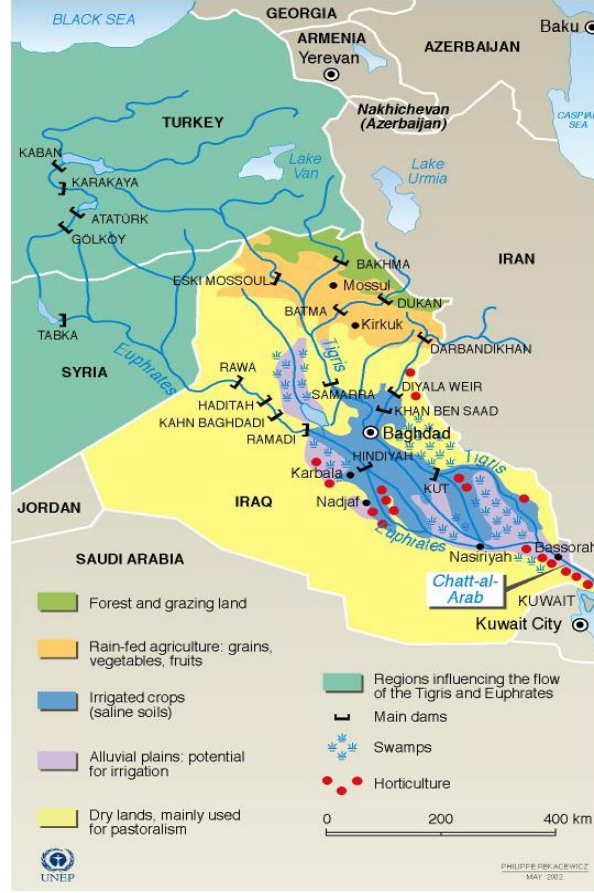 BLACK SEA
GEORGIA
Baku
ARMENIA
Yerevan
AZERBAIJAN
Nakhichevan
(Azerbaijan)
CASPIAN
SEA
TURKEY
KABAN
KARAKAYA
Lake
Van
Lake
Urmia
ATATÜRK
GÖLKÖY
IRAN
ESKI MOSSOUL
BAKHMA
Mossul
DUKAN
BATMA
Kirkuk
TABKA
DARBANDIKHAN
Euphrates
Tigris
SYRIA
RAWA
SAMARRA
DIYALA WEIR
HADITAH
KHAN BEN SAAD
KAHN BAGHDADI
RAMADI
Baghdad
HINDIYAH
Tigris
Karbala
KUT
IRAQ
Nadjaf
JORDAN
Euphrates
Nasiriyah
Bassorah
SAUDI ARABIA
Chatt-al-
Arab
KUWAIT
Kuwait City
Forest and grazing land
Rain-fed agriculture: grains,
vegetables, fruits
Irrigated crops
(saline soils)
Alluvial plains: potential
for irrigation
Dry lands, mainly used
for pastoralism
Regions influencing the flow
of the Tigris and Euphrates
Main dams
Swamps
Horticulture
0 200 400 km
UNEP
PHILIPPE REKACEWICZ
MAY 2002